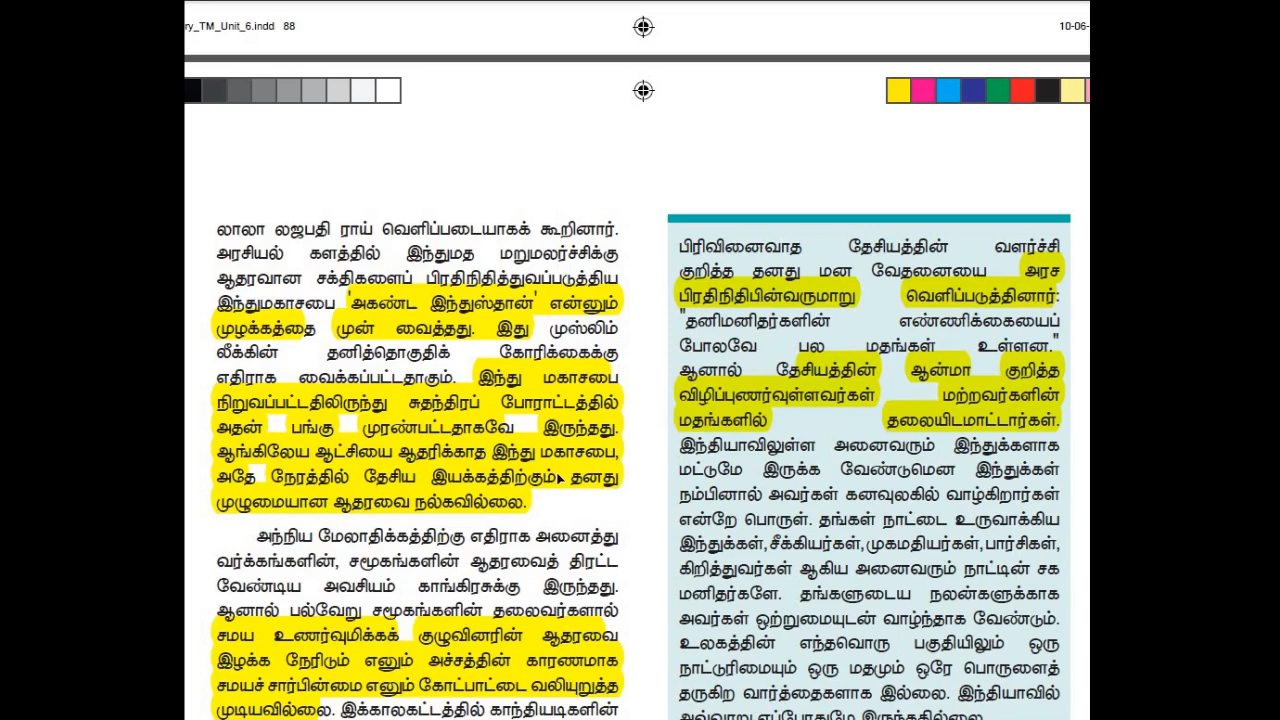 ry_TM_Unit_6.indd 88
10-06-
லாலா லஜபதி ராய் வெளிப்படையாகக் கூறினார்.
அரசியல் களத்தில் இந்துமத மறுமலர்ச்சிக்கு
ஆதரவான சக்திகளைப் பிரதிநிதித்துவப்படுத்திய
இந்துமகாசபை 'அகண்ட இந்துஸ்தான்' என்னும்
முழக்கத்தை முன் வைத்தது. இது முஸ்லிம்
லீக்கின் தனித்தொகுதிக் கோரிக்கைக்கு
எதிராக வைக்கப்பட்டதாகும். இந்து மகாசபை
நிறுவப்பட்டதிலிருந்து சுதந்திரப் போராட்டத்தில்
அதன் பங்கு முரண்பட்டதாகவே இருந்தது.
ஆங்கிலேய ஆட்சியை ஆதரிக்காத இந்து மகாசபை,
அதே நேரத்தில் தேசிய இயக்கத்திற்கும் தனது
முழுமையான ஆதரவை நல்கவில்லை.
அந்நிய மேலாதிக்கத்திற்கு எதிராக அனைத்து
வர்க்கங்களின், சமூகங்களின் ஆதரவைத் திரட்ட
வேண்டிய அவசியம் காங்கிரசுக்கு இருந்தது.
ஆனால் பல்வேறு சமூகங்களின் தலைவர்களால்
சமய உணர்வுமிக்கக் குழுவினரின் ஆதரவை
இழக்க நேரிடும் எனும் அச்சத்தின் காரணமாக
சமயச் சார்பின்மை எனும் கோட்பாட்டை வலியுறுத்த
முடியவில்லை. இக்காலகட்டத்தில் காந்தியடிகளின்
பிரிவினைவாத தேசியத்தின் வளர்ச்சி
குறித்த தனது மன வேதனையை அரச
பிரதிநிதிபின்வருமாறு வெளிப்படுத்தினார்:
"தனிமனிதர்களின் எண்ணிக்கையைப்
போலவே பல மதங்கள் உள்ளன."
ஆனால் தேசியத்தின் ஆன்மா குறித்த
விழிப்புணர்வுள்ளவர்கள் மற்றவர்களின்
மதங்களில் தலையிடமாட்டார்கள்.
இந்தியாவிலுள்ள அனைவரும் இந்துக்களாக
மட்டுமே இருக்க வேண்டுமென இந்துக்கள்
நம்பினால் அவர்கள் கனவுலகில் வாழ்கிறார்கள்
என்றே பொருள். தங்கள் நாட்டை உருவாக்கிய
இந்துக்கள்,சீக்கியர்கள்,முகமதியர்கள்,பார்சிகள்,
கிறித்துவர்கள் ஆகிய அனைவரும் நாட்டின் சக
மனிதர்களே. தங்களுடைய நலன்களுக்காக
அவர்கள் ஒற்றுமையுடன் வாழ்ந்தாக வேண்டும்.
உலகத்தின் எந்தவொரு பகுதியிலும் ஒரு
நாட்டுரிமையும் ஒரு மதமும் ஒரே பொருளைத்
தருகிற வார்த்தைகளாக இல்லை. இந்தியாவில்
அவ்வாறு எப்போதுமே இருந்ததில்லை